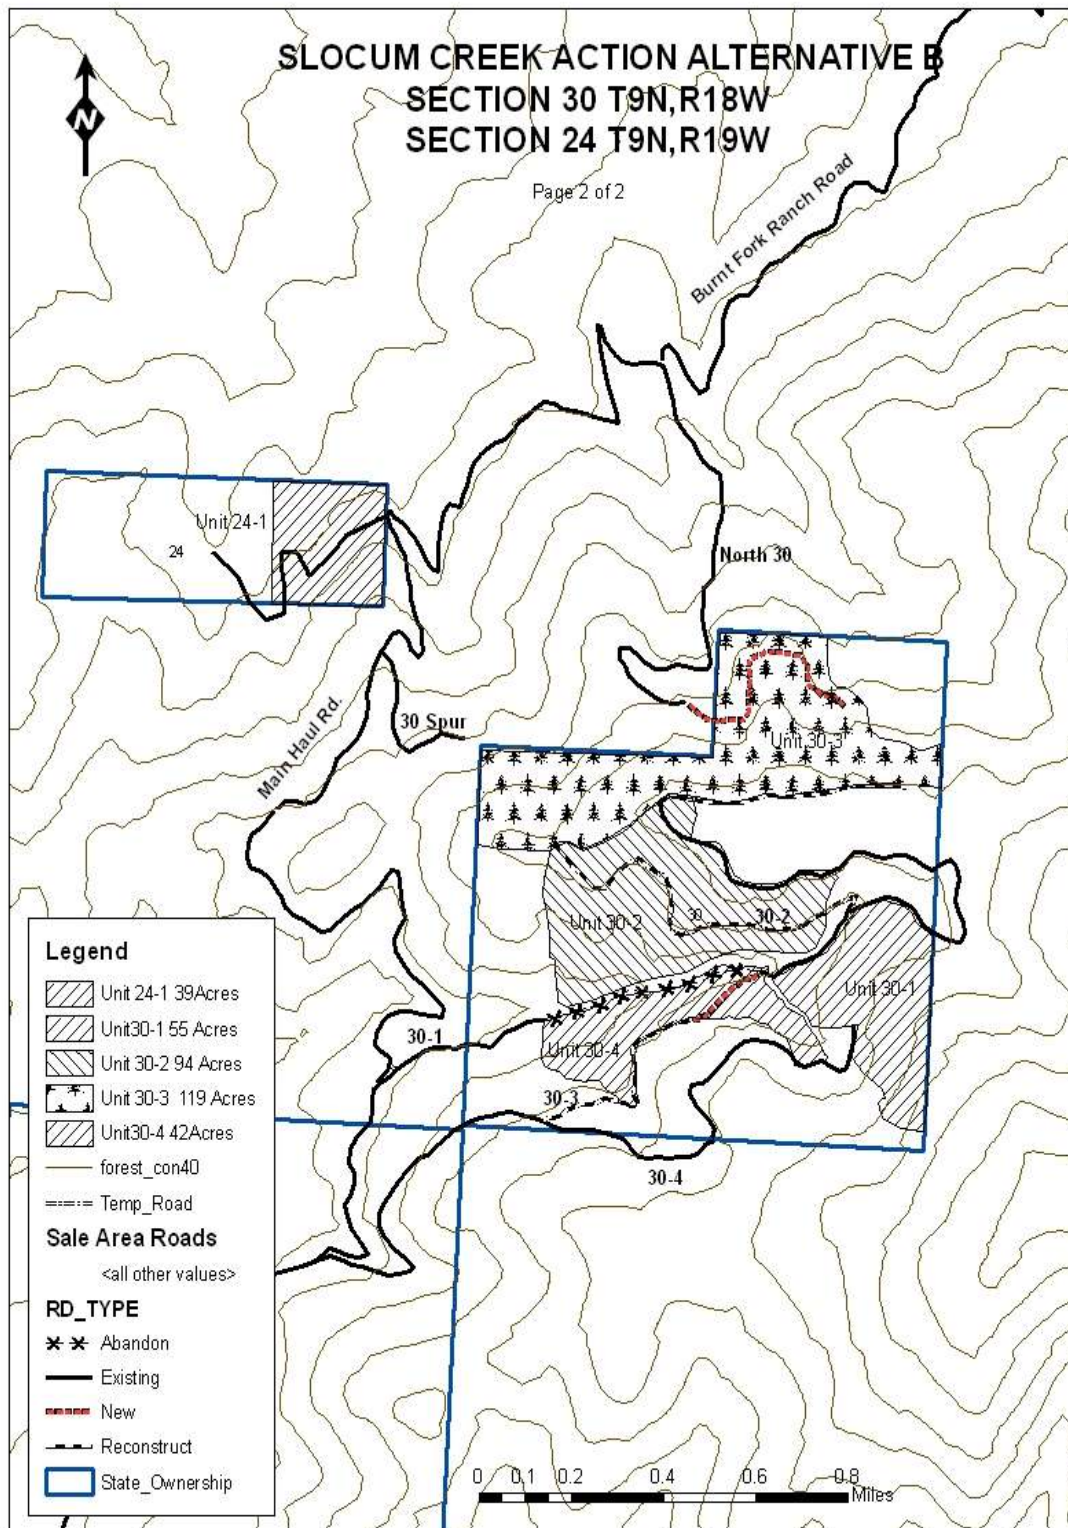 SLOCUM CREEK ACTION ALTERNATIVE B
SECTION 30 T9N,R18W
SECTION 24 T9N,R19W
Page 2 of 2
N
Burnt Fork Ranch Road
Unit 24-1
24
North 30
30 Spur
Main Haul Rd.
Unit 30-3
Unit 30-2
30
30-2
Unit 30-1
30-1
Unit 30-4
30-3
30-4
Legend
Unit 24-1 39Acres
Unit30-1 55 Acres
Unit 30-2 94 Acres
Unit 30-3 119 Acres
Unit30-4 42Acres
forest_con40
Temp_Road
Sale Area Roads
<all other values>
RD_TYPE
Abandon
Existing
New
Reconstruct
State_Ownership
0 0.1 0.2 0.4 0.6 0.8
Miles